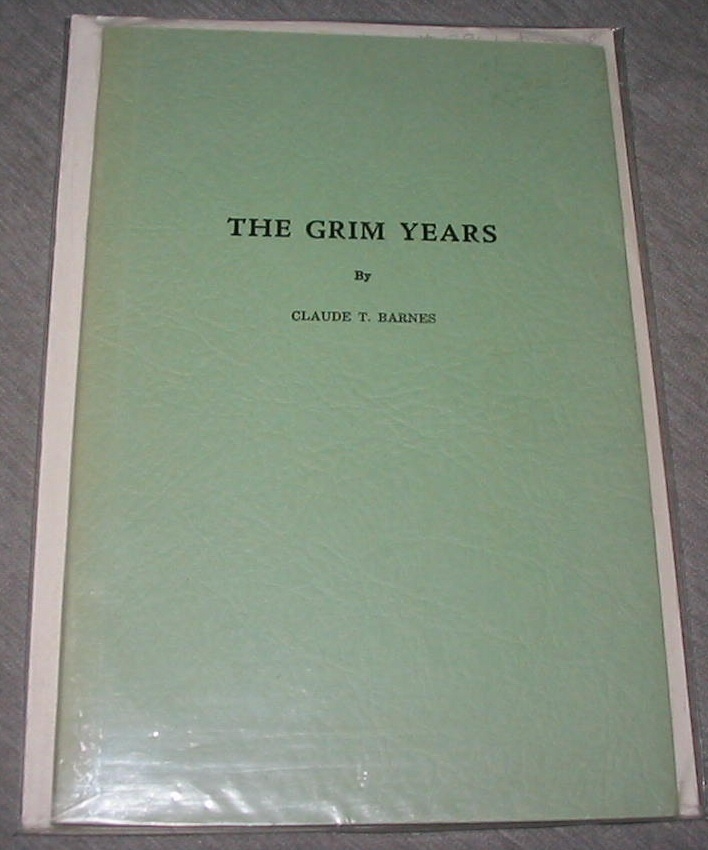 THE GRIM YEARS
By
CLAUDE T. BARNES